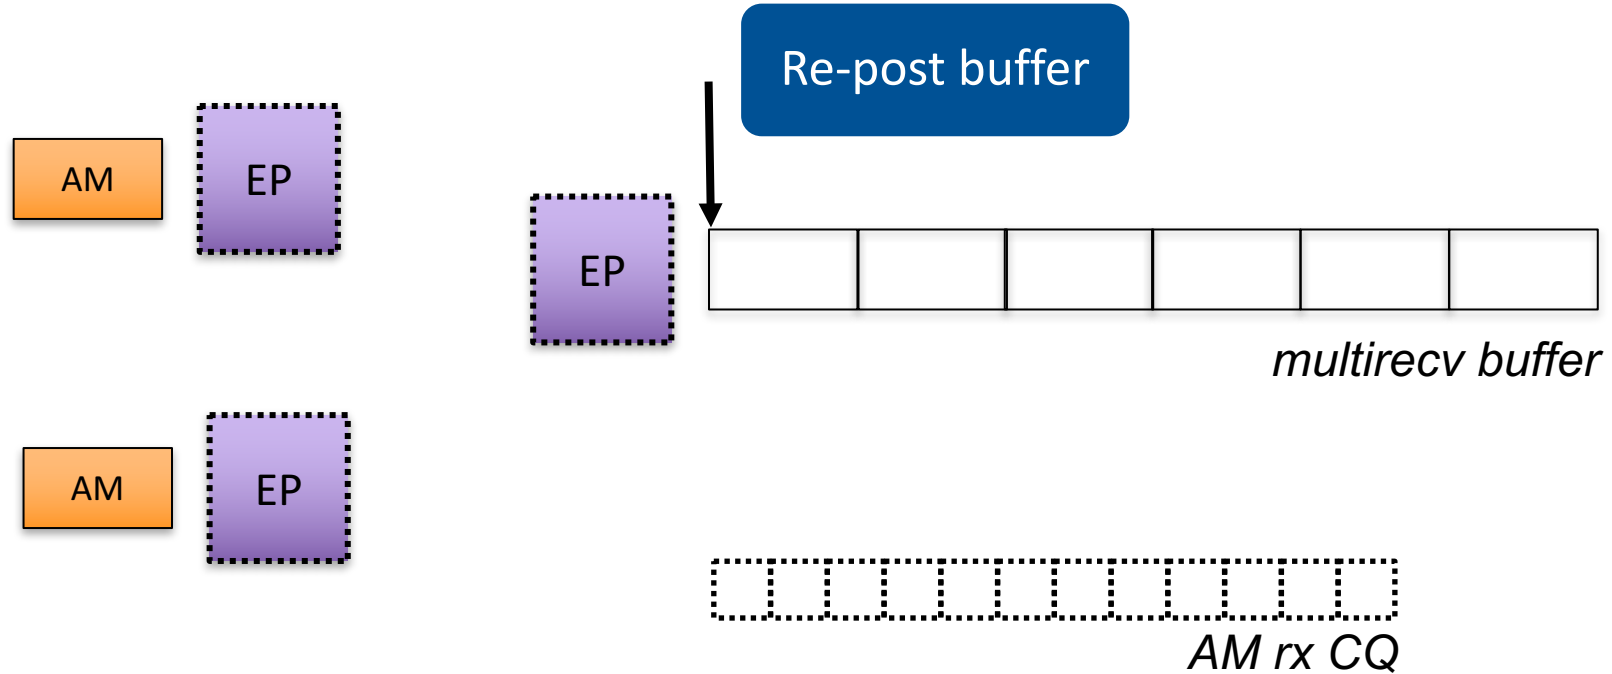 Re-post buffer
AM
EP
EP
multirecv buffer
AM
EP
AM rx CQ